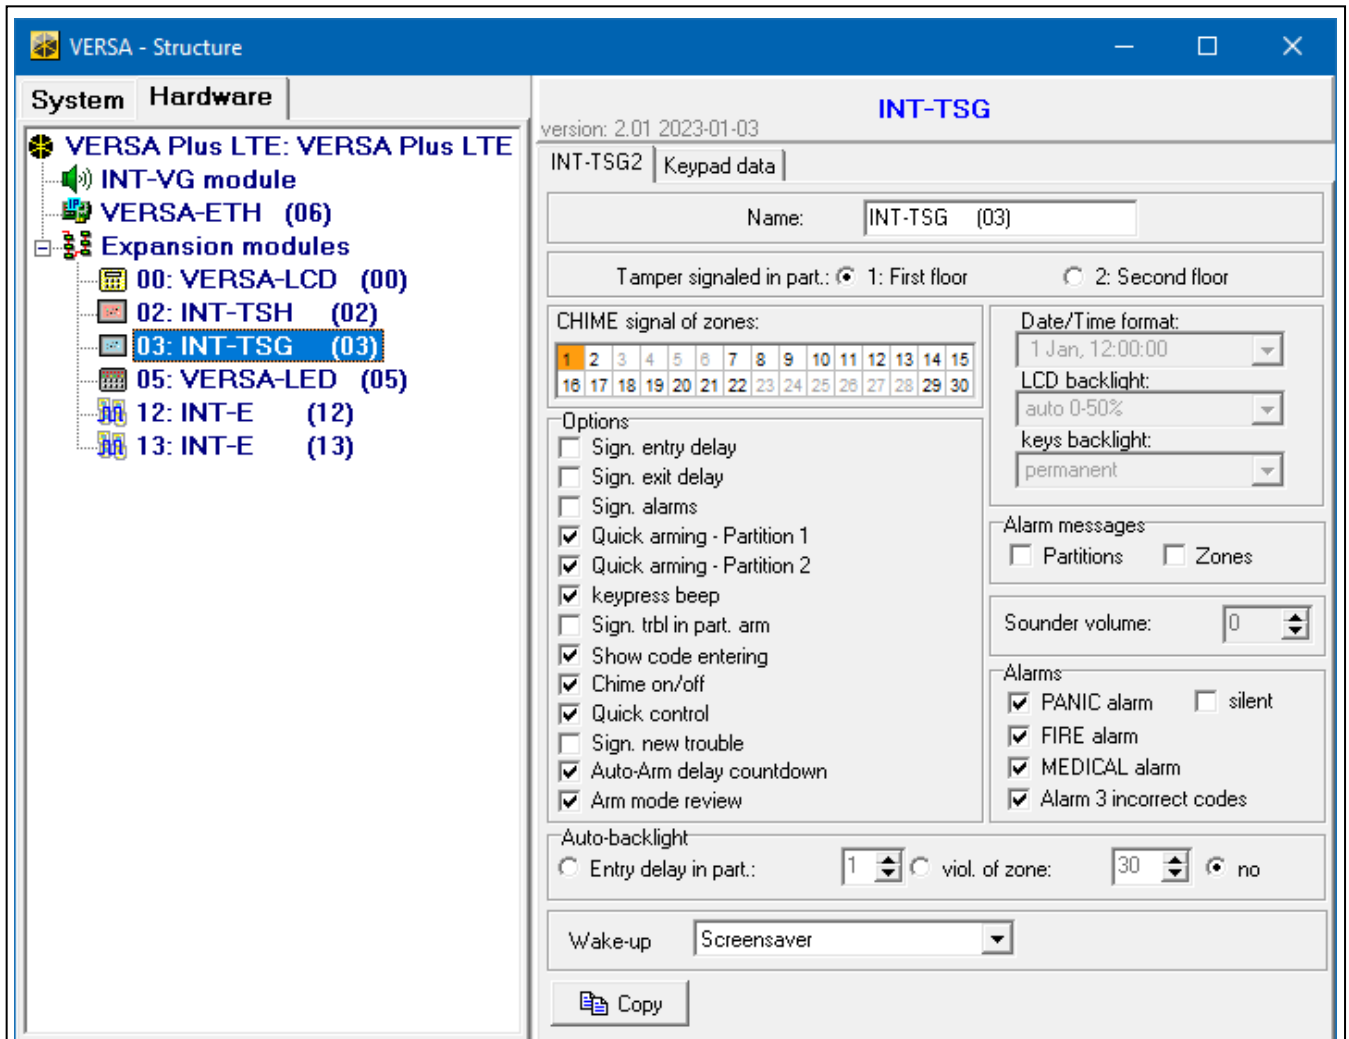 VERSA - Structure
System Hardware
VERSA Plus LTE: VERSA Plus LTE
INT-VG module
VERSA-ETH (06)
Expansion modules
00: VERSA-LCD (00)
02: INT-TSH (02)
03: INT-TSG (03)
05: VERSA-LED (05)
12: INT-E (12)
13: INT-E (13)
INT-TSG
version: 2.01 2023-01-03
INT-TSG2 Keypad data
Name: INT-TSG (03)
Tamper signaled in part.: 1: First floor 2: Second floor
CHIME signal of zones:
1 2 3 4 5 6 7 8 9 10 11 12 13 14 15
16 17 18 19 20 21 22 23 24 25 26 27 28 29 30
Options
Sign. entry delay
Sign. exit delay
Sign. alarms
Quick arming - Partition 1
Quick arming - Partition 2
keypress beep
Sign. trbl in part. arm
Show code entering
Chime on/off
Quick control
Sign. new trouble
Auto-Arm delay countdown
Arm mode review
Date/Time format:
1 Jan, 12:00:00
LCD backlight:
auto 0-50%
keys backlight:
permanent
Alarm messages
Partitions Zones
Sounder volume: 0
Alarms
PANIC alarm silent
FIRE alarm
MEDICAL alarm
Alarm 3 incorrect codes
Auto-backlight
Entry delay in part.: 1 viol. of zone: 30 no
Wake-up Screensaver
Copy